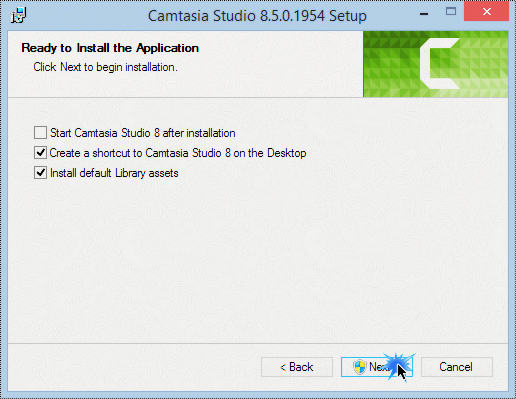 Camtasia Studio 8.5.0.1954 Setup
Ready to Install the Application
Click Next to begin installation.
Start Camtasia Studio 8 after installation
Create a shortcut to Camtasia Studio 8 on the Desktop
Install default Library assets
< Back
Next
Cancel